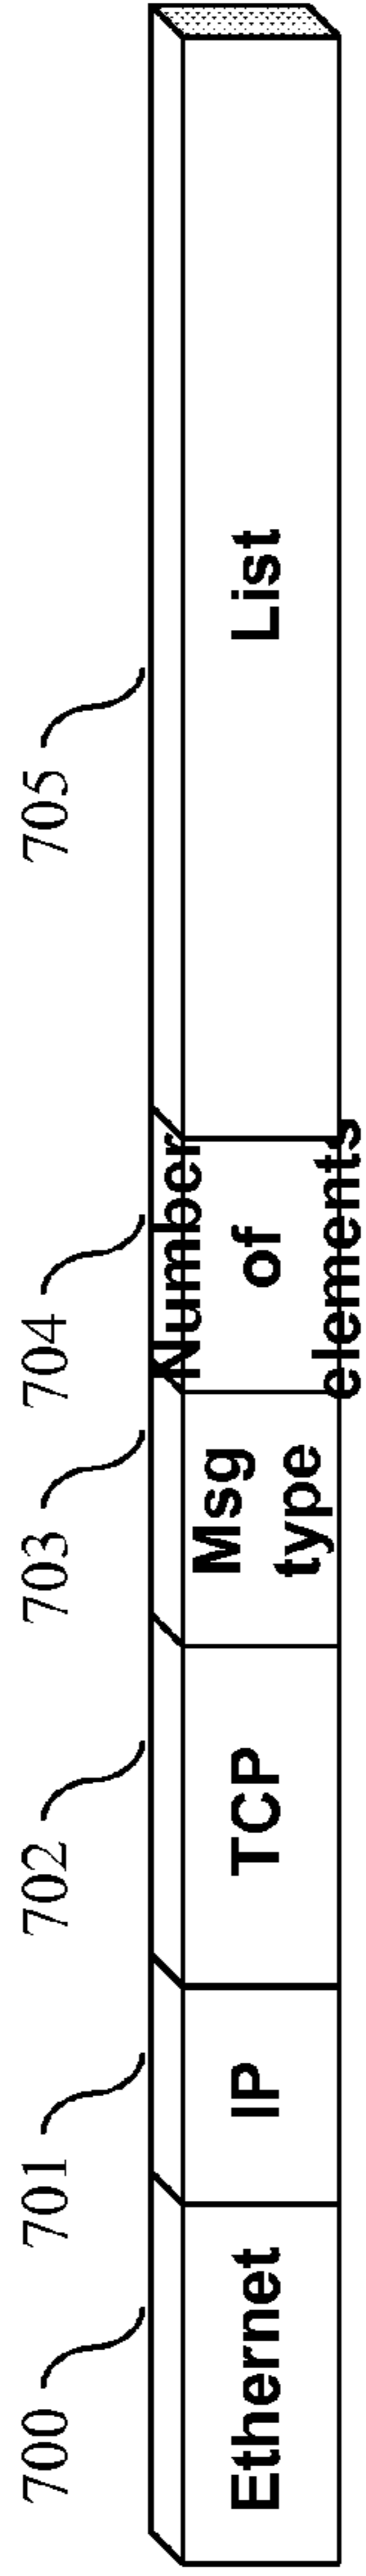 700
701
702
703
704
705
Ethernet
IP
TCP
Msg
type
Number
of
elements
List